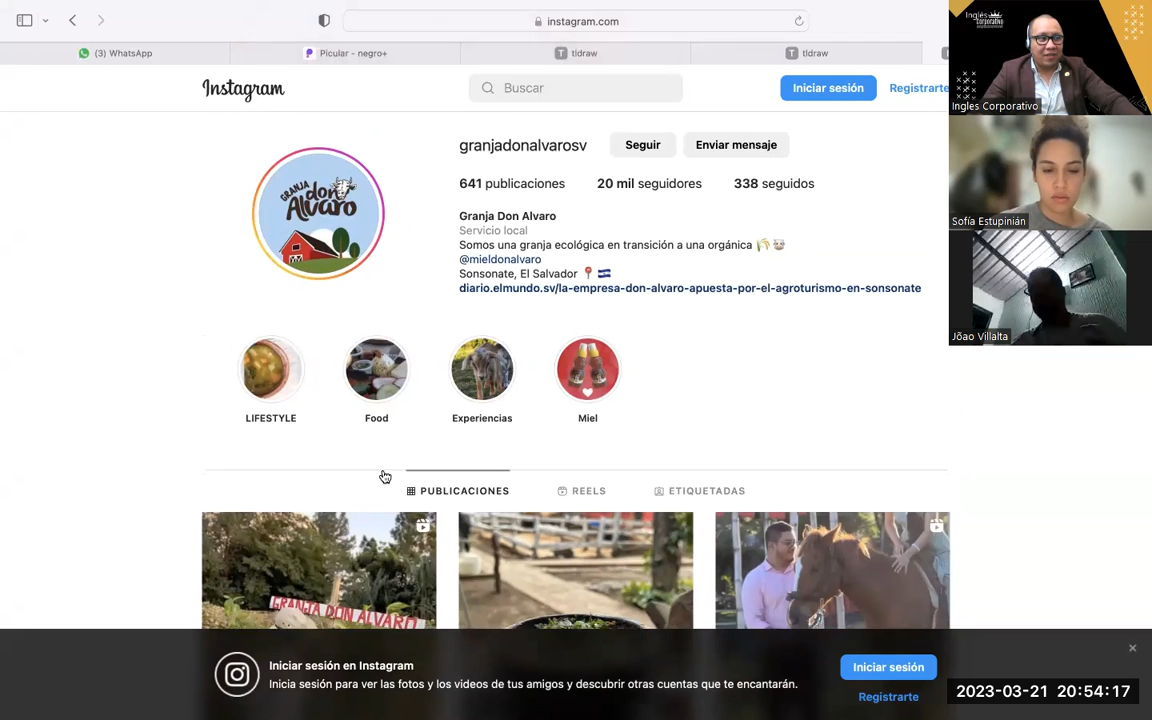 instagram.com
(3) WhatsApp
Picular - negro+
tldraw
tldraw
Instagram
Buscar
Iniciar sesión
Registrarte
granjadonalvarosv
Seguir
Enviar mensaje
641 publicaciones
20 mil seguidores
338 seguidos
Granja Don Alvaro
Servicio local
Somos una granja ecológica en transición a una orgánica 🌾🐮
@mieldonalvaro
Sonsonate, El Salvador 📍 🇸🇻
diario.elmundo.sv/la-empresa-don-alvaro-apuesta-por-el-agroturismo-en-sonsonate
GRANJA
don
Alvaro
LIFESTYLE
Food
Experiencias
Miel
PUBLICACIONES
REELS
ETIQUETADAS
GRANJA DON ALVARO
Iniciar sesión en Instagram
Inicia sesión para ver las fotos y los videos de tus amigos y descubrir otras cuentas que te encantarán.
Iniciar sesión
Registrarte
Inglés
Corporativo
Ingles Corporativo
Sofía Estupinián
Jõao Villalta
2023-03-21 20:54:17